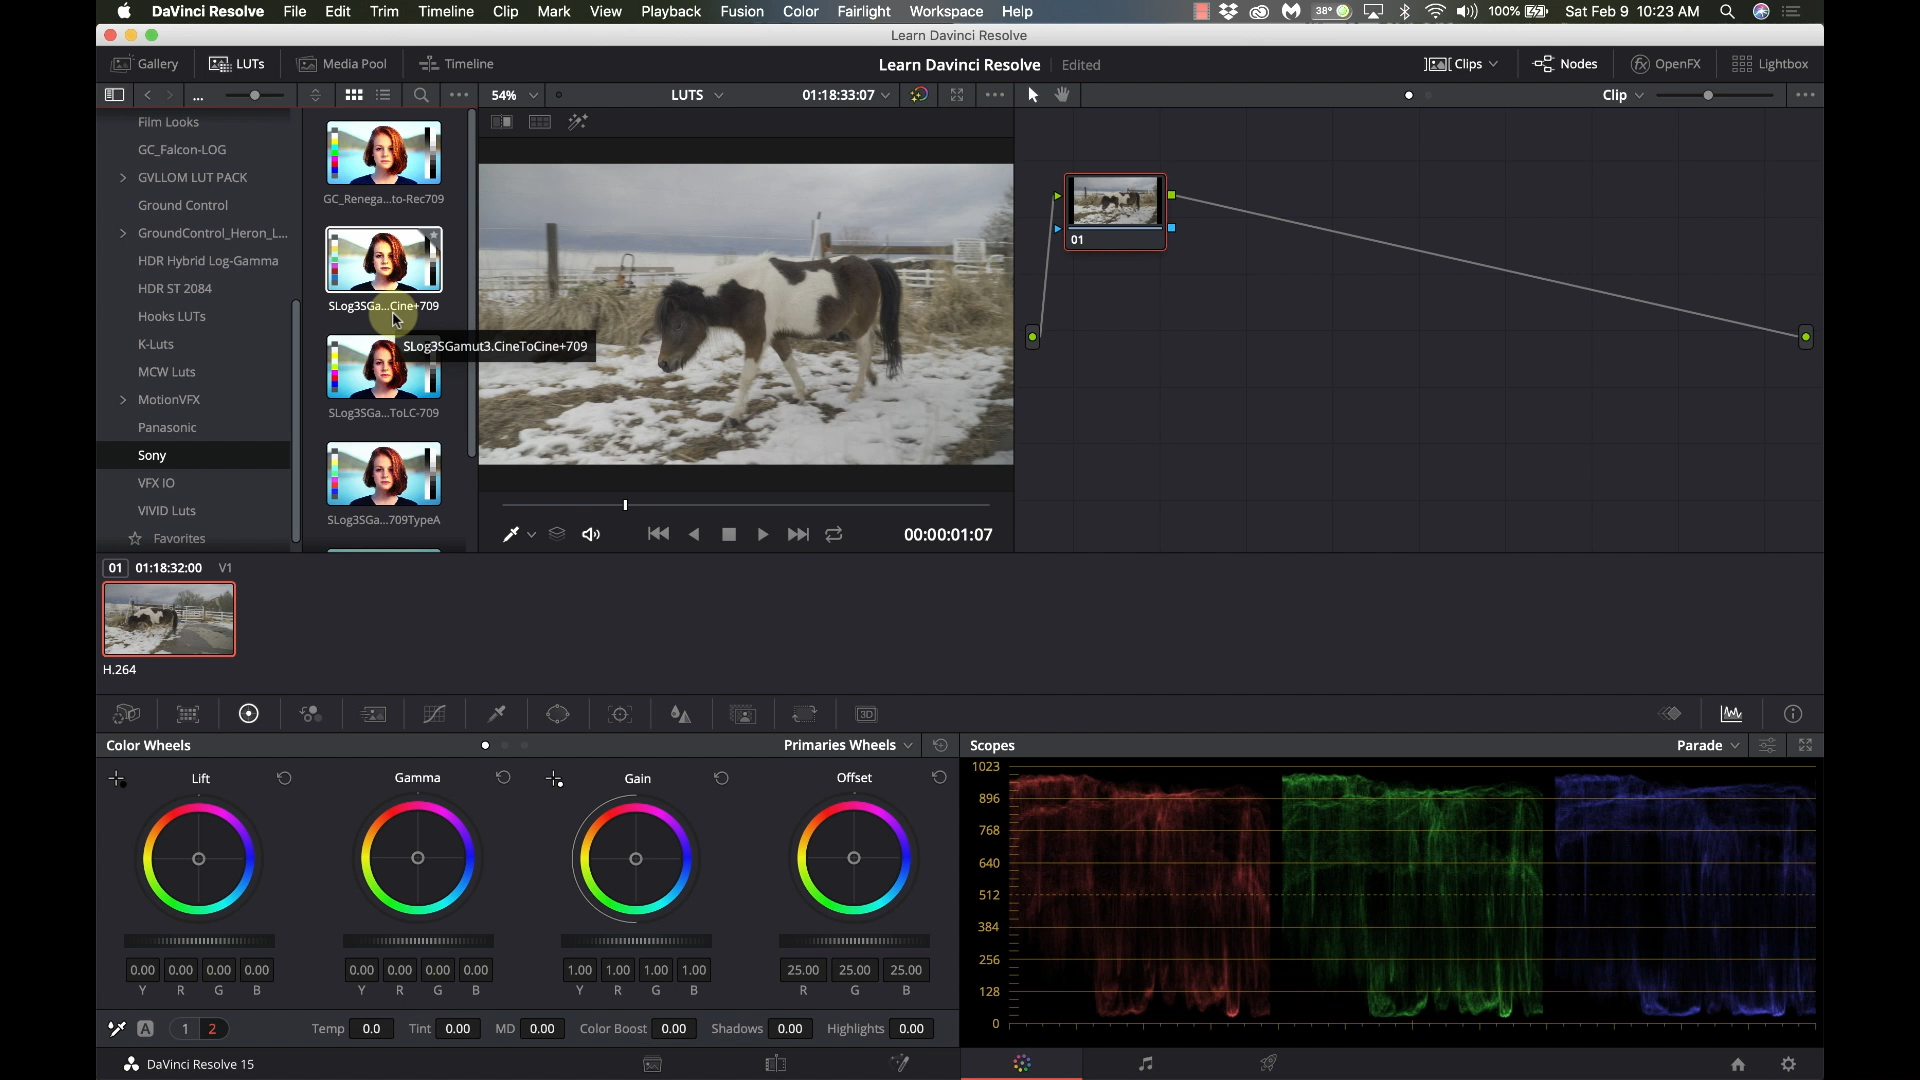 DaVinci Resolve File Edit Trim Timeline Clip Mark View Playback Fusion Color Fairlight Workspace Help 38° 100% Sat Feb 9 10:23 AM
Learn Davinci Resolve
Gallery LUTs Media Pool Timeline Learn Davinci Resolve Edited Clips Nodes OpenFX Lightbox
... 54% LUTS 01:18:33:07 Clip
Film Looks
GC_Falcon-LOG
GVLLOM LUT PACK
Ground Control
GroundControl_Heron_L...
HDR Hybrid Log-Gamma
HDR ST 2084
Hooks LUTs
K-Luts
MCW Luts
MotionVFX
Panasonic
Sony
VFX IO
VIVID Luts
Favorites
GC_Renega...to-Rec709
SLog3SGa...Cine+709
SLog3SGamut3.CineToCine+709
SLog3SGa...ToLC-709
SLog3SGa...709TypeA
01
00:00:01:07
01 01:18:32:00 V1
H.264
3D
Color Wheels Primaries Wheels Scopes Parade
Lift Gamma Gain Offset
0.00 0.00 0.00 0.00 0.00 0.00 0.00 0.00 1.00 1.00 1.00 1.00 25.00 25.00 25.00
Y R G B Y R G B Y R G B R G B
A 1 2 Temp 0.0 Tint 0.00 MD 0.00 Color Boost 0.00 Shadows 0.00 Highlights 0.00
1023
896
768
640
512
384
256
128
0
DaVinci Resolve 15